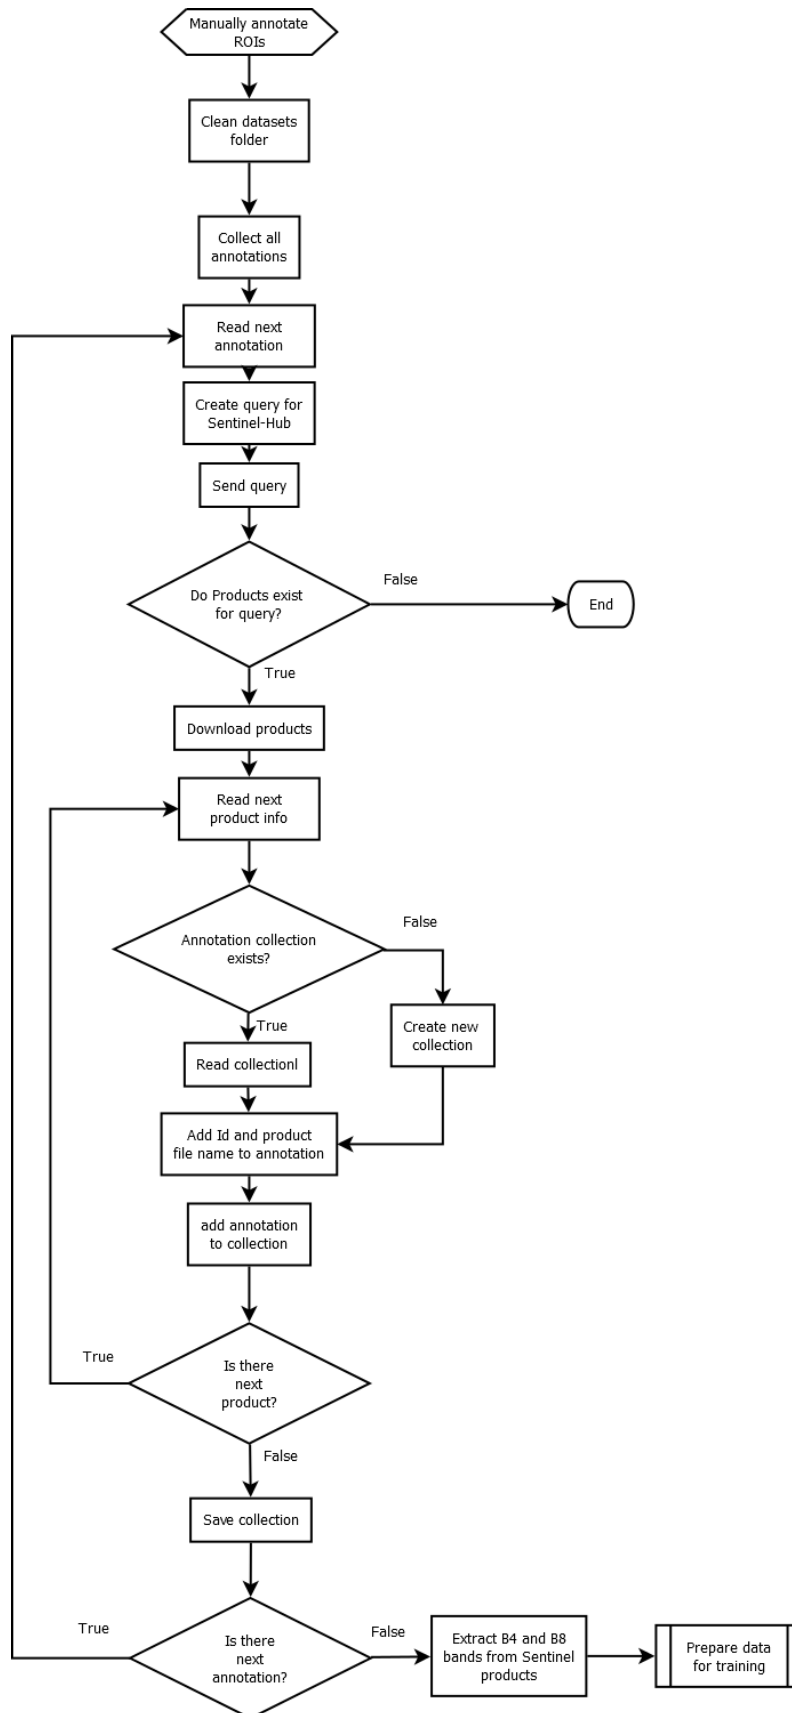 Manually annotate
ROIs
Clean datasets
folder
Collect all
annotations
Read next
annotation
Create query for
Sentinel-Hub
Send query
Do Products exist
for query?
False
End
True
Download products
Read next
product info
Annotation collection
exists?
False
True
Create new
collection
Read collectionl
Add Id and product
file name to annotation
add annotation
to collection
Is there
next
product?
True
False
Save collection
Is there
next
annotation?
True
False
Extract B4 and B8
bands from Sentinel
products
Prepare data
for training